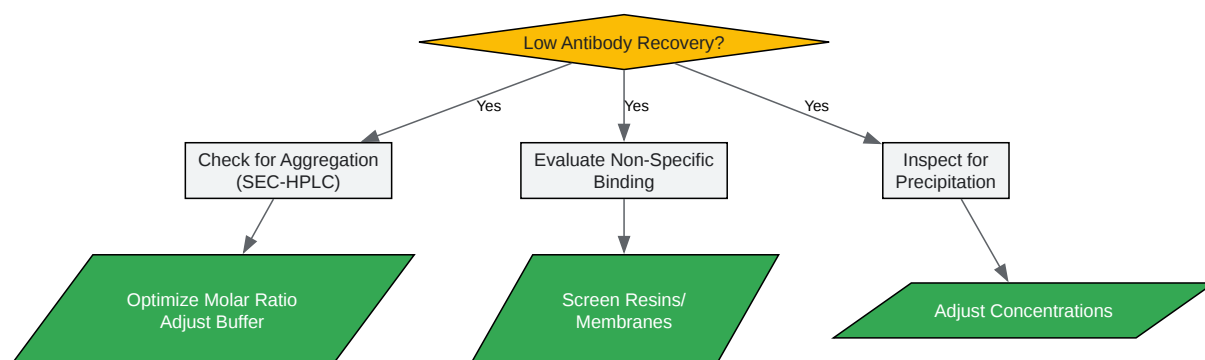 Low Antibody Recovery?
Yes
Yes
Yes
Check for Aggregation
(SEC-HPLC)
Evaluate Non-Specific
Binding
Inspect for
Precipitation
Optimize Molar Ratio
Adjust Buffer
Screen Resins/
Membranes
Adjust Concentrations